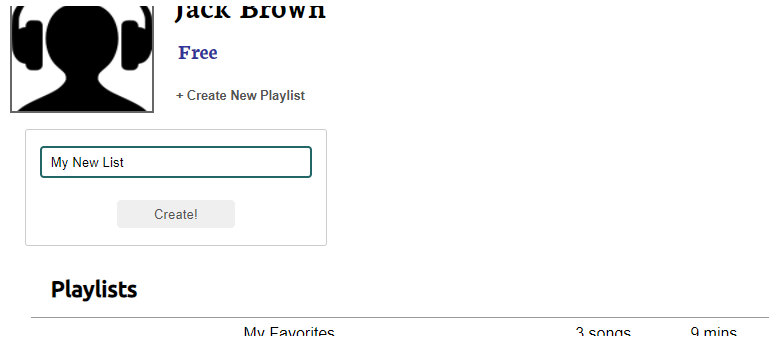 Jack Brown
Free
+ Create New Playlist
My New List
Create!
Playlists
My Favorites 3 songs 9 mins